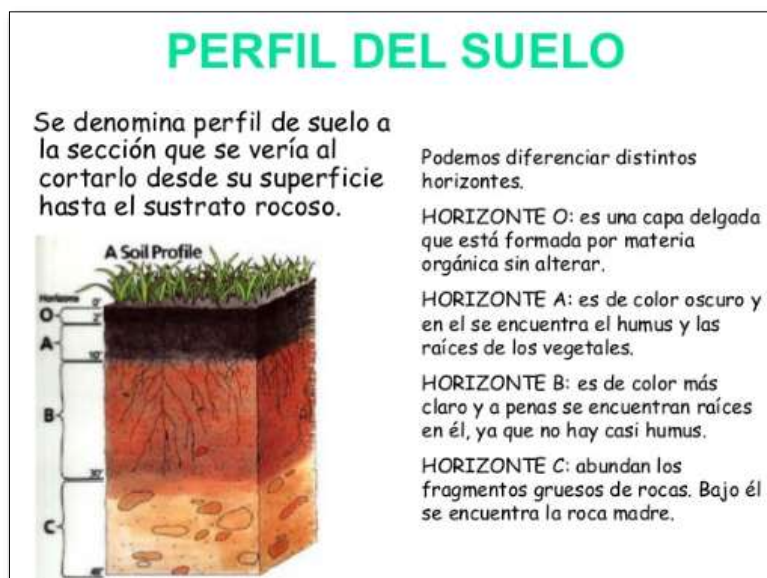 PERFIL DEL SUELO
Se denomina perfil de suelo a
la sección que se vería al
cortarlo desde su superficie
hasta el sustrato rocoso.
Podemos diferenciar distintos
horizontes.
HORIZONTE O: es una capa delgada
que está formada por materia
orgánica sin alterar.
HORIZONTE A: es de color oscuro y
en el se encuentra el humus y las
raíces de los vegetales.
HORIZONTE B: es de color más
claro y a penas se encuentran raíces
en él, ya que no hay casi humus.
HORIZONTE C: abundan los
fragmentos gruesos de rocas. Bajo él
se encuentra la roca madre.
A Soil Profile
Horizons
O
A
B
C